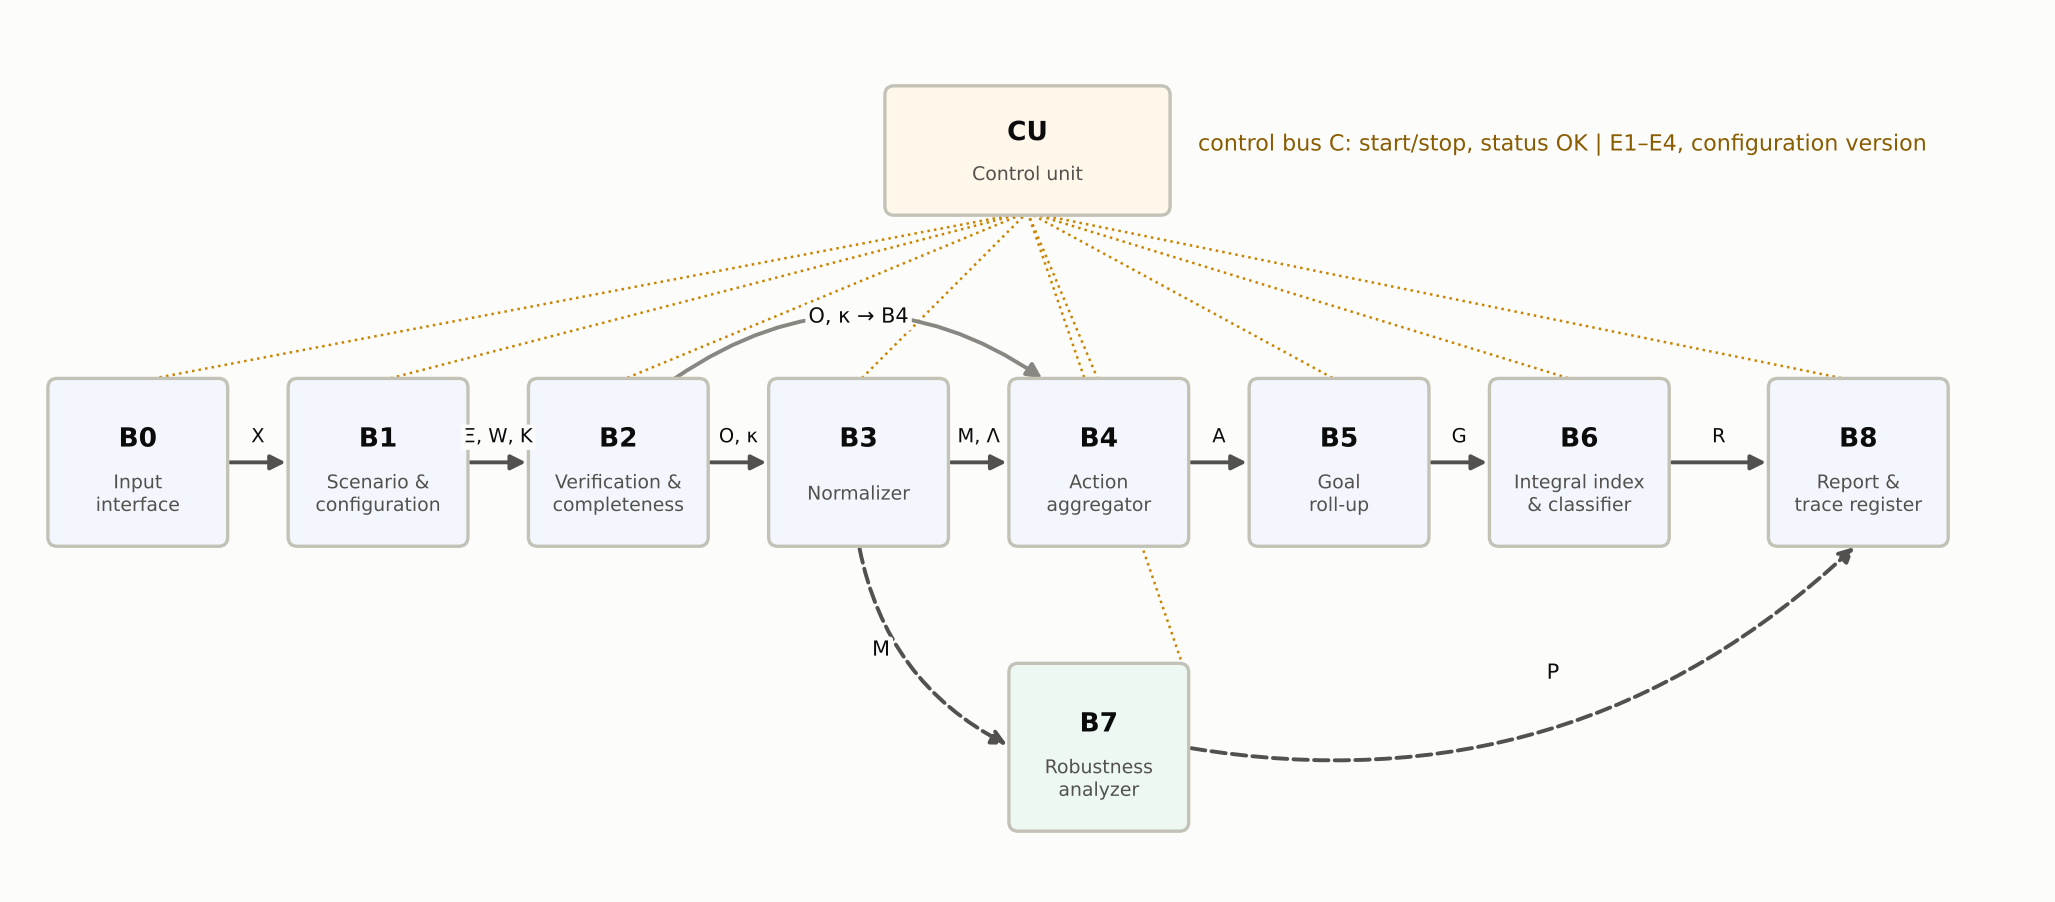 CU
Control unit
control bus C: start/stop, status OK | E1–E4, configuration version
O, κ → B4
B0
Input
interface
X
B1
Scenario &
configuration
Ξ, W, K
B2
Verification &
completeness
O, κ
B3
Normalizer
M, Λ
B4
Action
aggregator
A
B5
Goal
roll-up
G
B6
Integral index
& classifier
R
B8
Report &
trace register
M
P
B7
Robustness
analyzer